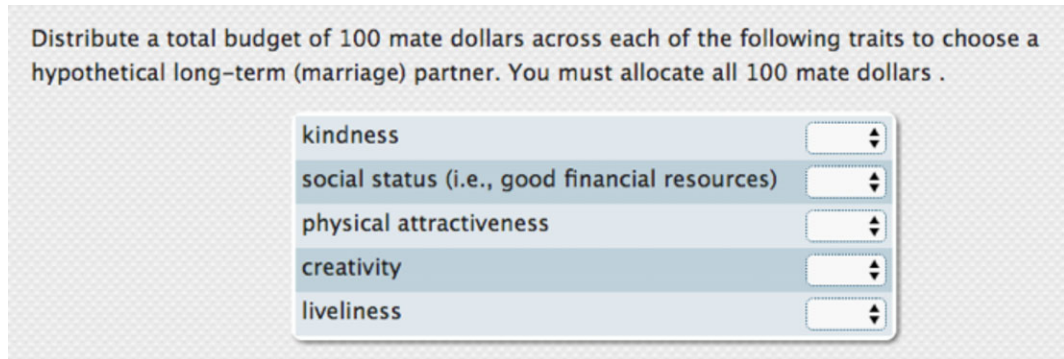 Distribute a total budget of 100 mate dollars across each of the following traits to choose a
hypothetical long-term (marriage) partner. You must allocate all 100 mate dollars .
kindness
social status (i.e., good financial resources)
physical attractiveness
creativity
liveliness